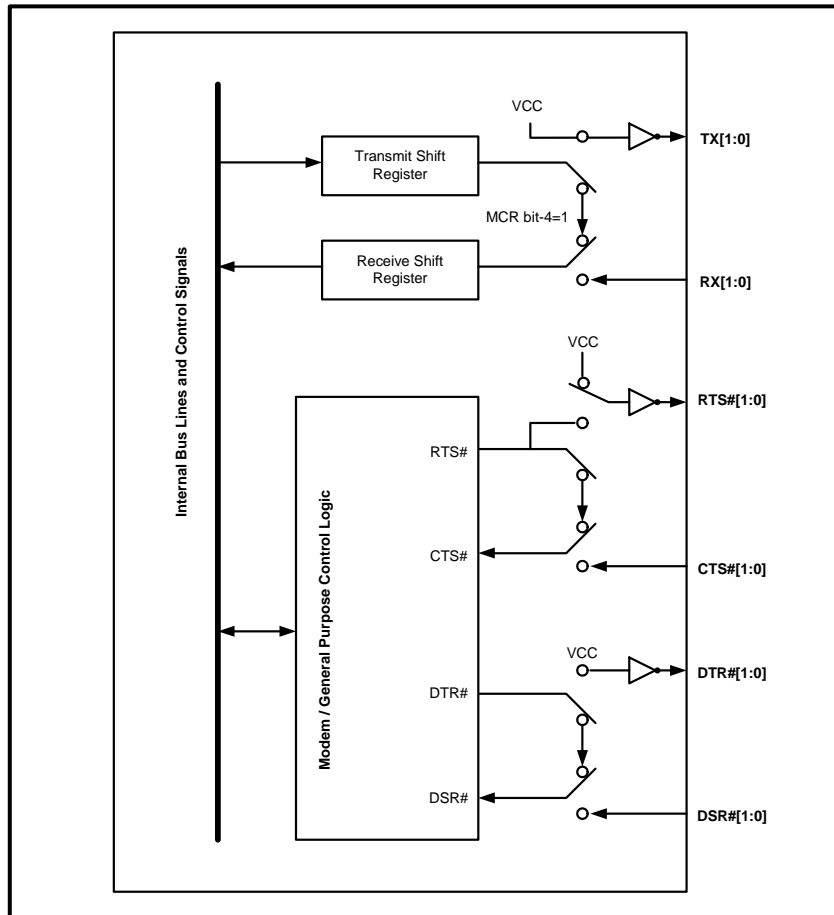 VCC
TX[1:0]
Transmit Shift
Register
MCR bit-4=1
Receive Shift
Register
RX[1:0]
Internal Bus Lines and Control Signals
VCC
RTS#[1:0]
Modem / General Purpose Control Logic
RTS#
CTS#
CTS#[1:0]
VCC
DTR#[1:0]
DTR#
DSR#
DSR#[1:0]